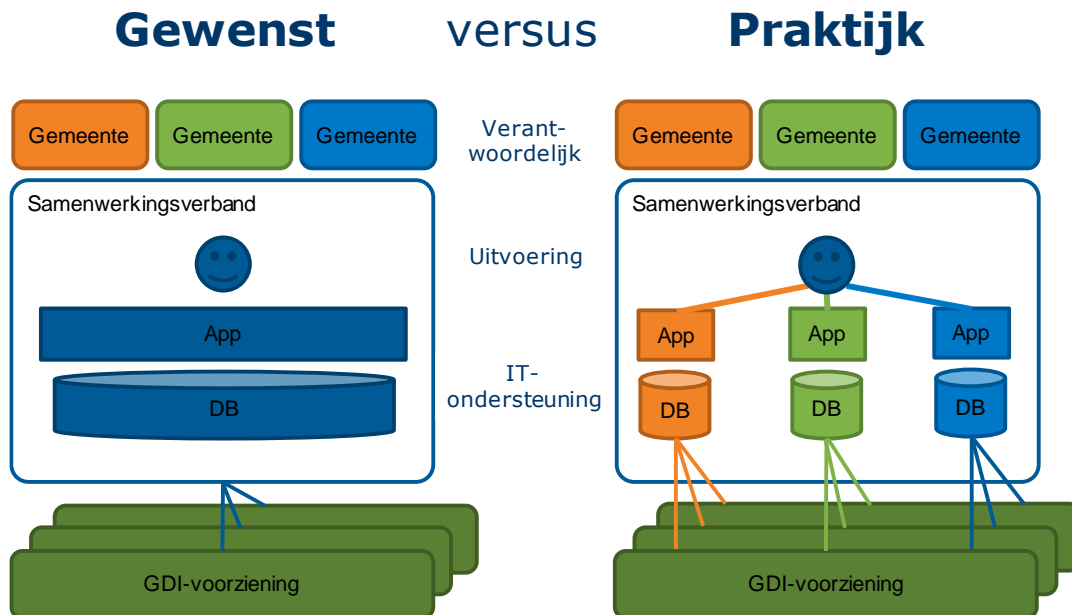 Gewenst versus Praktijk
Gemeente Gemeente Gemeente
Verant-
woordelijk
Gemeente Gemeente Gemeente
Samenwerkingsverband
Samenwerkingsverband
Uitvoering
App
App App App
IT-
ondersteuning
DB
DB DB DB
GDI-voorziening
GDI-voorziening